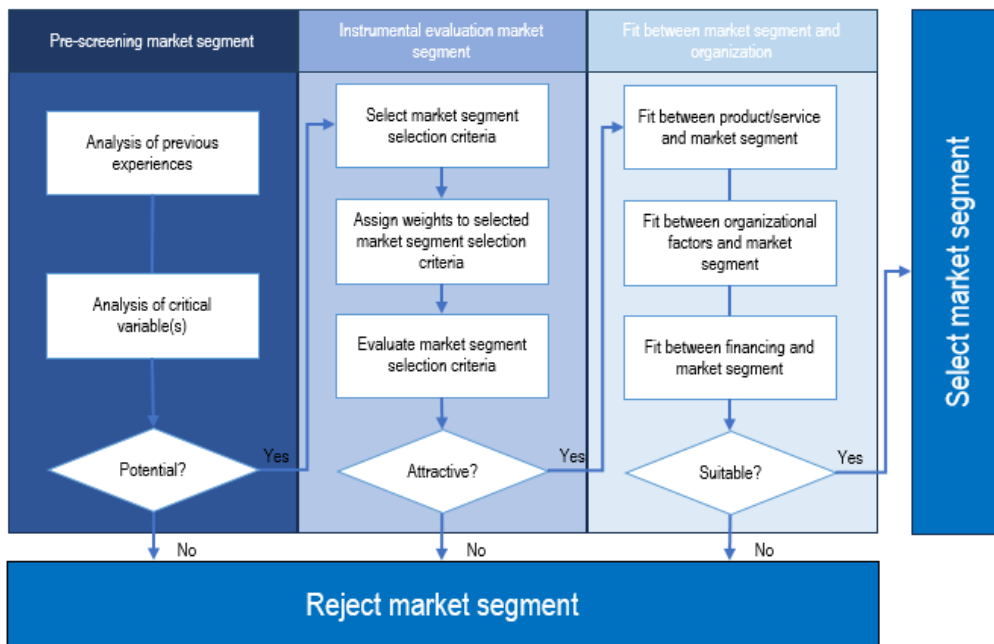 Pre-screening market segment
Instrumental evaluation market
segment
Fit between market segment and
organization
Analysis of previous
experiences
Analysis of critical
variable(s)
Potential?
Yes
No
Select market segment
selection criteria
Assign weights to selected
market segment selection
criteria
Evaluate market segment
selection criteria
Attractive?
Yes
No
Fit between product/service
and market segment
Fit between organizational
factors and market
segment
Fit between financing and
market segment
Suitable?
Yes
No
Select market segment
Reject market segment